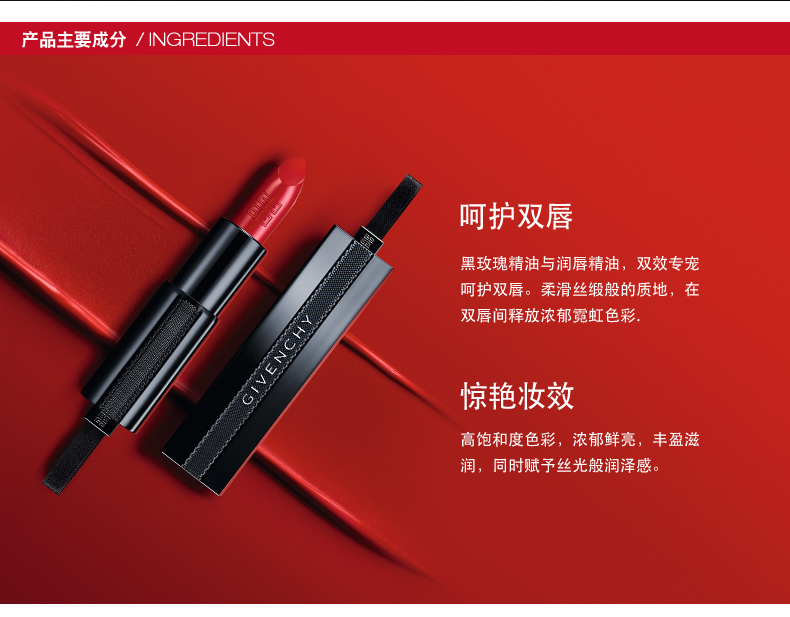 产品主要成分 / INGREDIENTS
呵护双唇
黑玫瑰精油与润唇精油，双效专宠
呵护双唇。柔滑丝缎般的质地，在
双唇间释放浓郁霓虹色彩.
GIVENCHY
惊艳妆效
高饱和度色彩，浓郁鲜亮，丰盈滋
润，同时赋予丝光般润泽感。